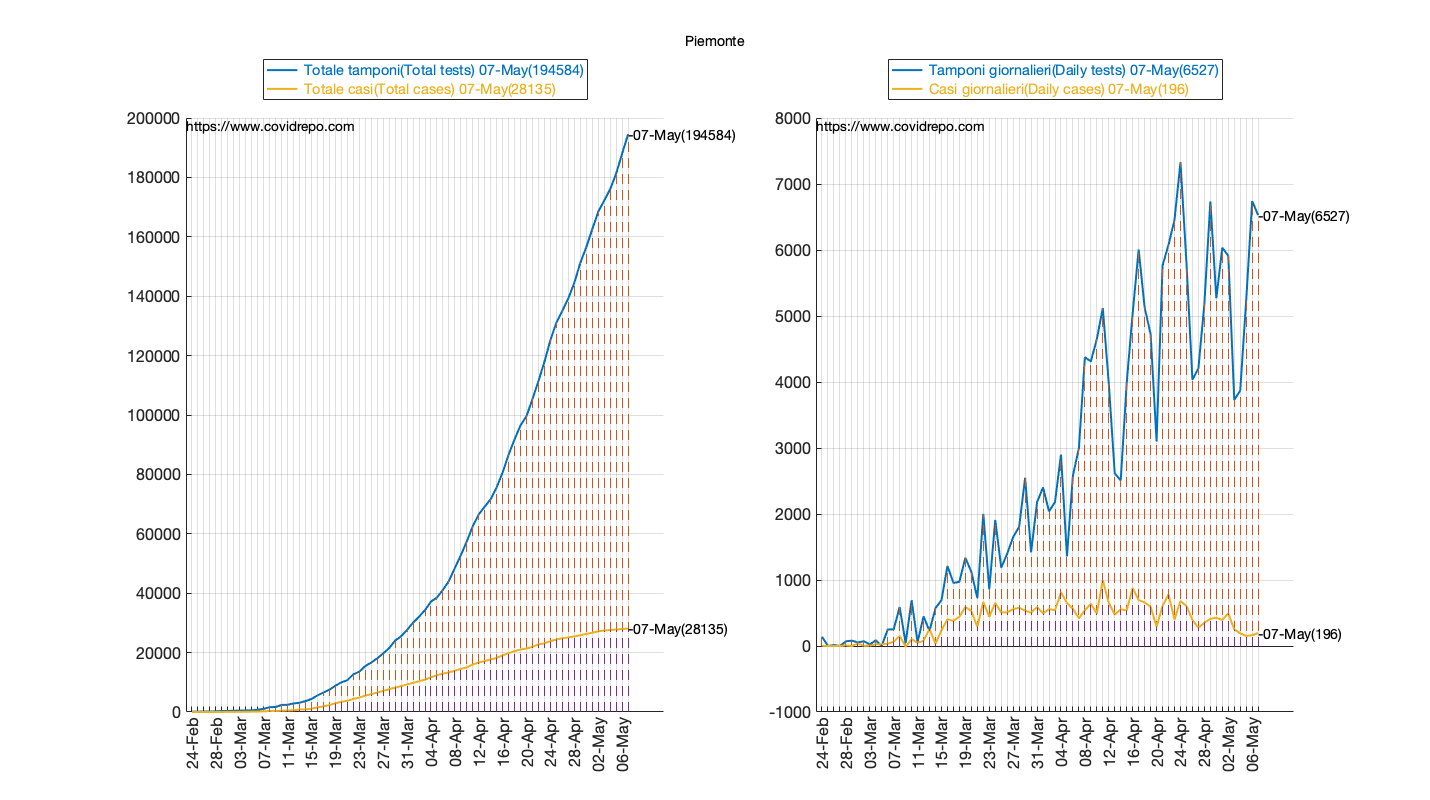 Piemonte
Totale tamponi(Total tests) 07-May(194584)
Totale casi(Total cases) 07-May(28135)
https://www.covidrepo.com
200000
180000
160000
140000
120000
100000
80000
60000
40000
20000
0
-07-May(194584)
-07-May(28135)
24-Feb
28-Feb
03-Mar
07-Mar
11-Mar
15-Mar
19-Mar
23-Mar
27-Mar
31-Mar
04-Apr
08-Apr
12-Apr
16-Apr
20-Apr
24-Apr
28-Apr
02-May
06-May
Tamponi giornalieri(Daily tests) 07-May(6527)
Casi giornalieri(Daily cases) 07-May(196)
https://www.covidrepo.com
8000
7000
6000
5000
4000
3000
2000
1000
0
-1000
-07-May(6527)
-07-May(196)
24-Feb
28-Feb
03-Mar
07-Mar
11-Mar
15-Mar
19-Mar
23-Mar
27-Mar
31-Mar
04-Apr
08-Apr
12-Apr
16-Apr
20-Apr
24-Apr
28-Apr
02-May
06-May